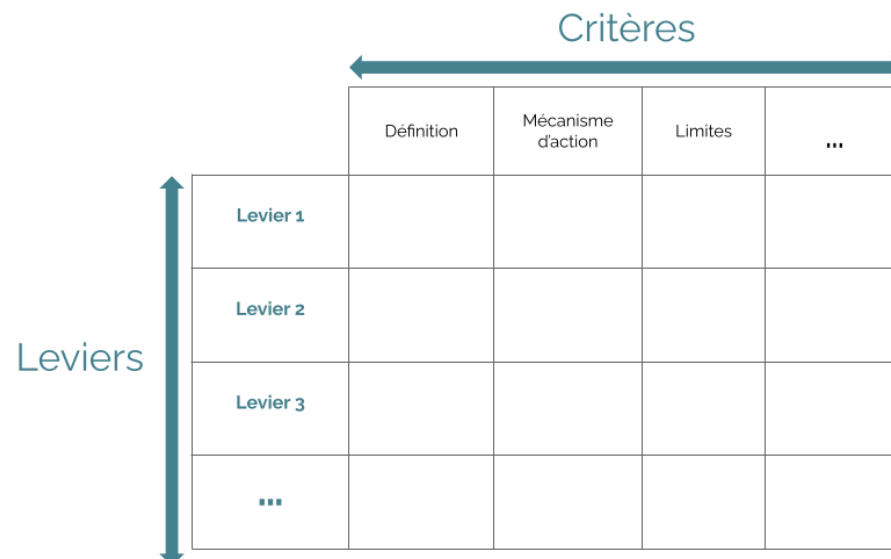 Critères
Définition
Mécanisme
d'action
Limites
...
Levier 1
Levier 2
Leviers
Levier 3
...